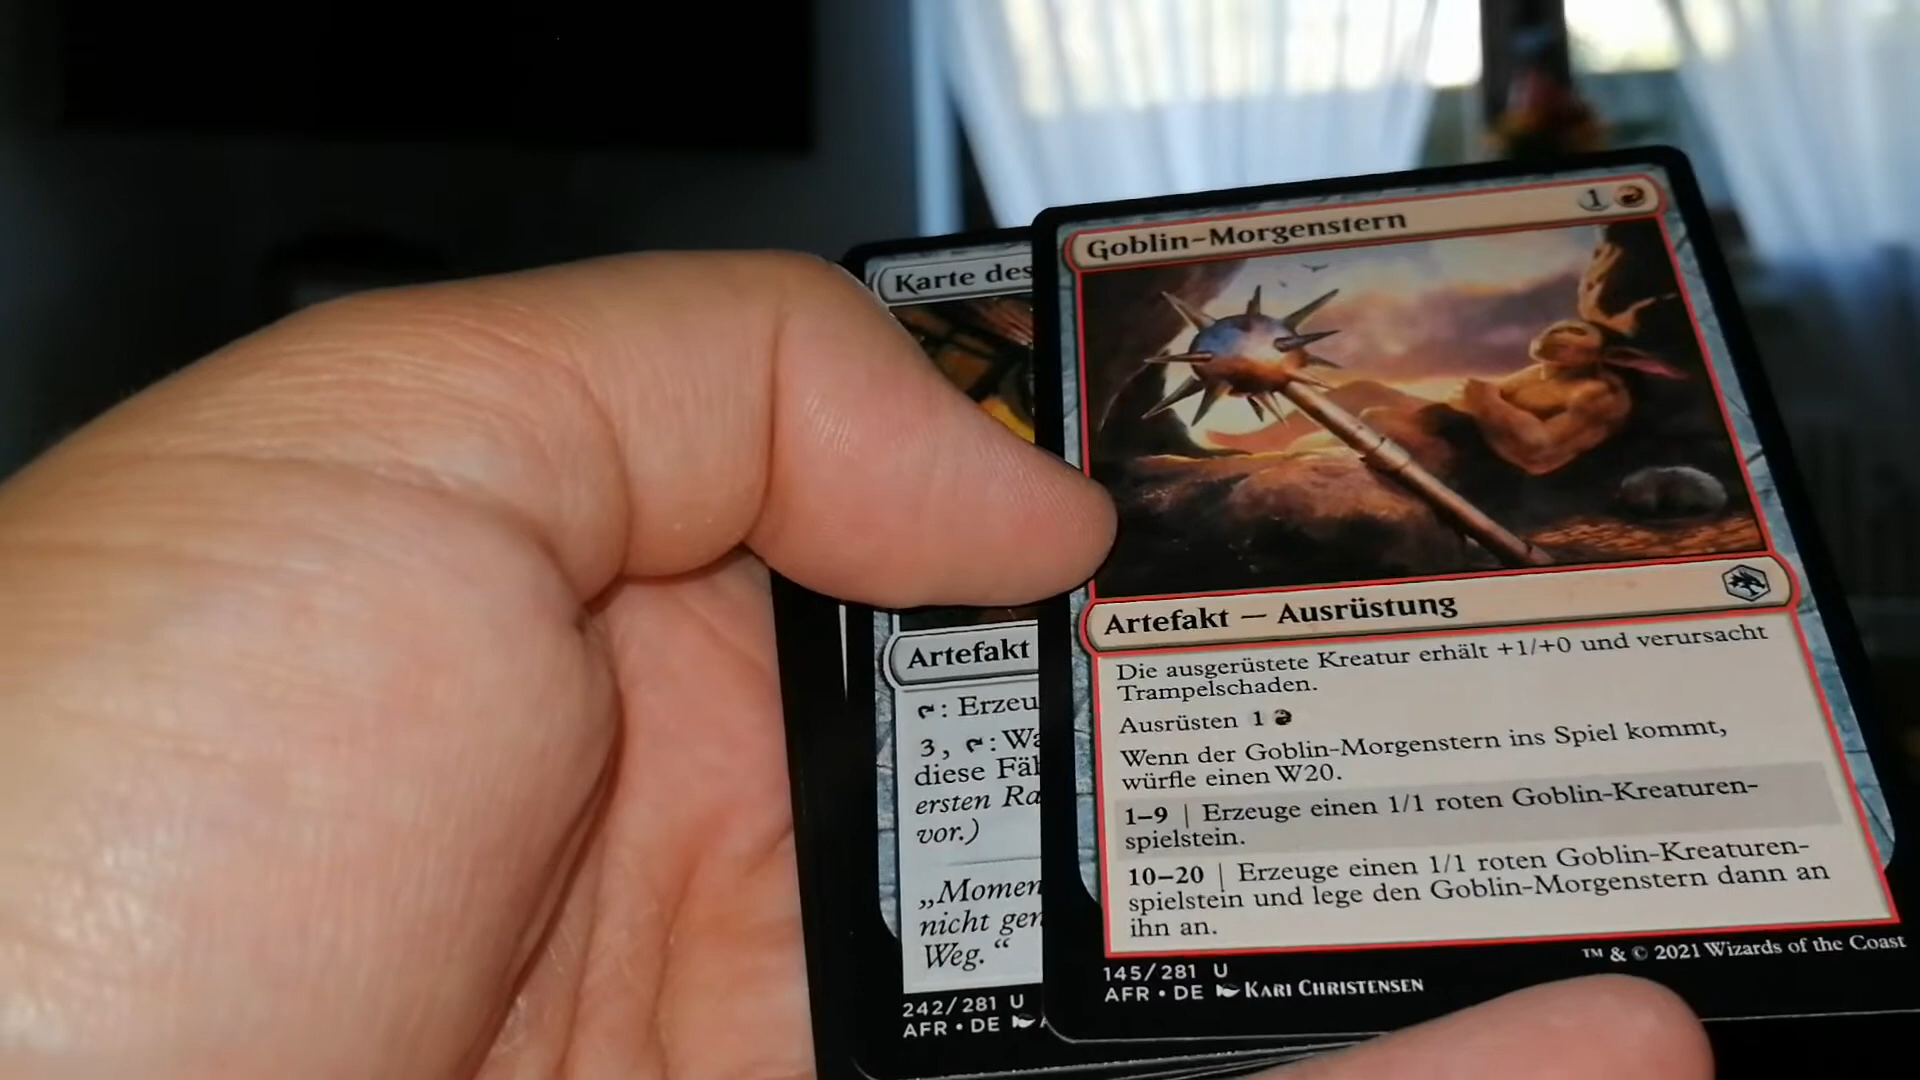 Karte des
Artefakt
: Erzeu
3, : Wa
diese Fäh
ersten Ra
vor.)
„Momen
nicht gen
Weg.“
242/281 U
AFR • DE
Goblin-Morgenstern
1
Artefakt — Ausrüstung
Die ausgerüstete Kreatur erhält +1/+0 und verursacht
Trampelschaden.
Ausrüsten 1
Wenn der Goblin-Morgenstern ins Spiel kommt,
würfle einen W20.
1–9 | Erzeuge einen 1/1 roten Goblin-Kreaturen-
spielstein.
10–20 | Erzeuge einen 1/1 roten Goblin-Kreaturen-
spielstein und lege den Goblin-Morgenstern dann an
ihn an.
145/281 U
AFR • DE Kari Christensen
™ & © 2021 Wizards of the Coast